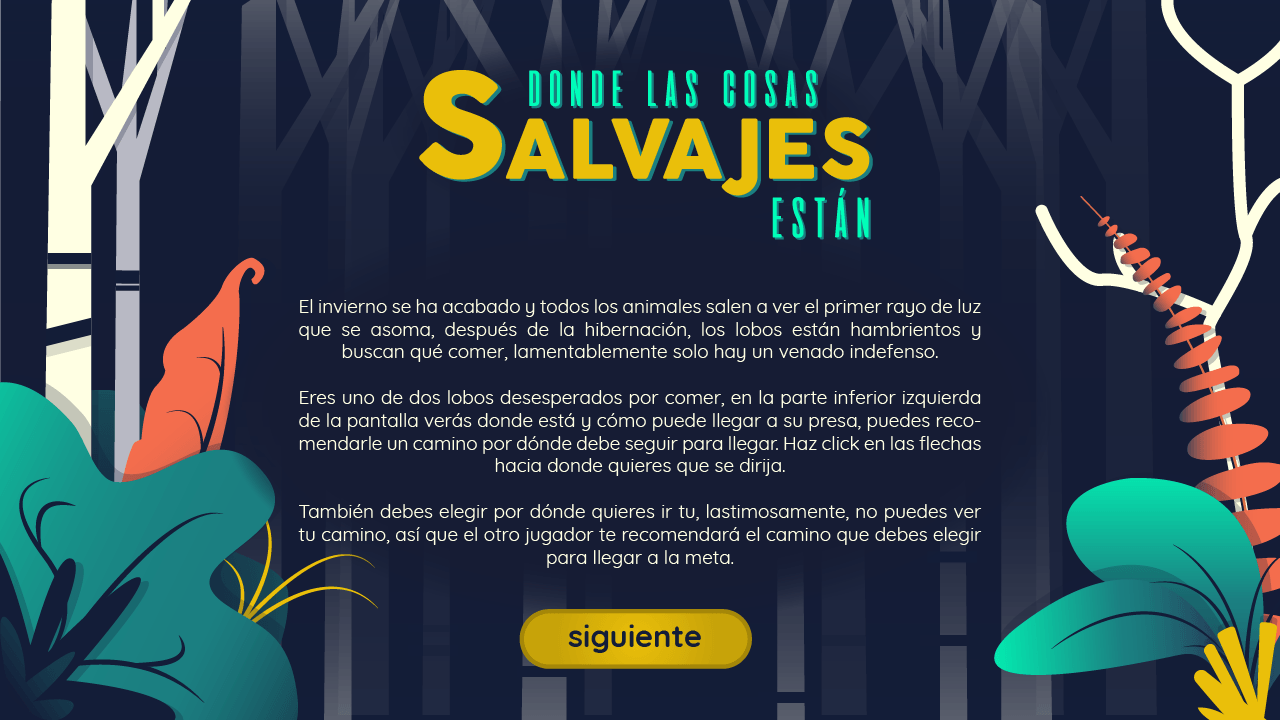 DONDE LAS COSAS
SALVAJES
ESTÁN
El invierno se ha acabado y todos los animales salen a ver el primer rayo de luz
que se asoma, después de la hibernación, los lobos están hambrientos y
buscan qué comer, lamentablemente solo hay un venado indefenso.
Eres uno de dos lobos desesperados por comer, en la parte inferior izquierda
de la pantalla verás donde está y cómo puede llegar a su presa, puedes reco-
mendarle un camino por dónde debe seguir para llegar. Haz click en las flechas
hacia donde quieres que se dirija.
También debes elegir por dónde quieres ir tu, lastimosamente, no puedes ver
tu camino, así que el otro jugador te recomendará el camino que debes elegir
para llegar a la meta.
siguiente